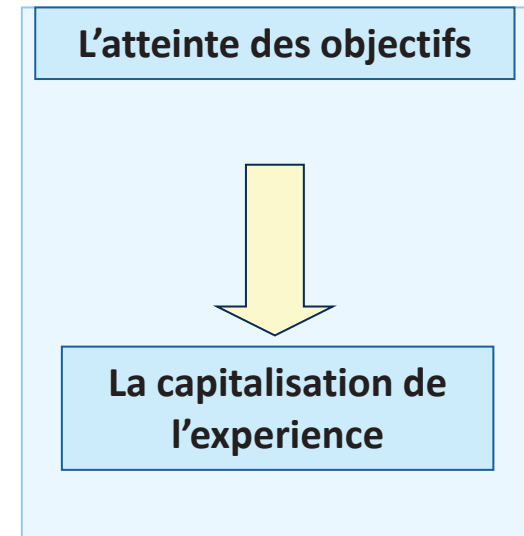 L’atteinte des objectifs
La capitalisation de
l’experience